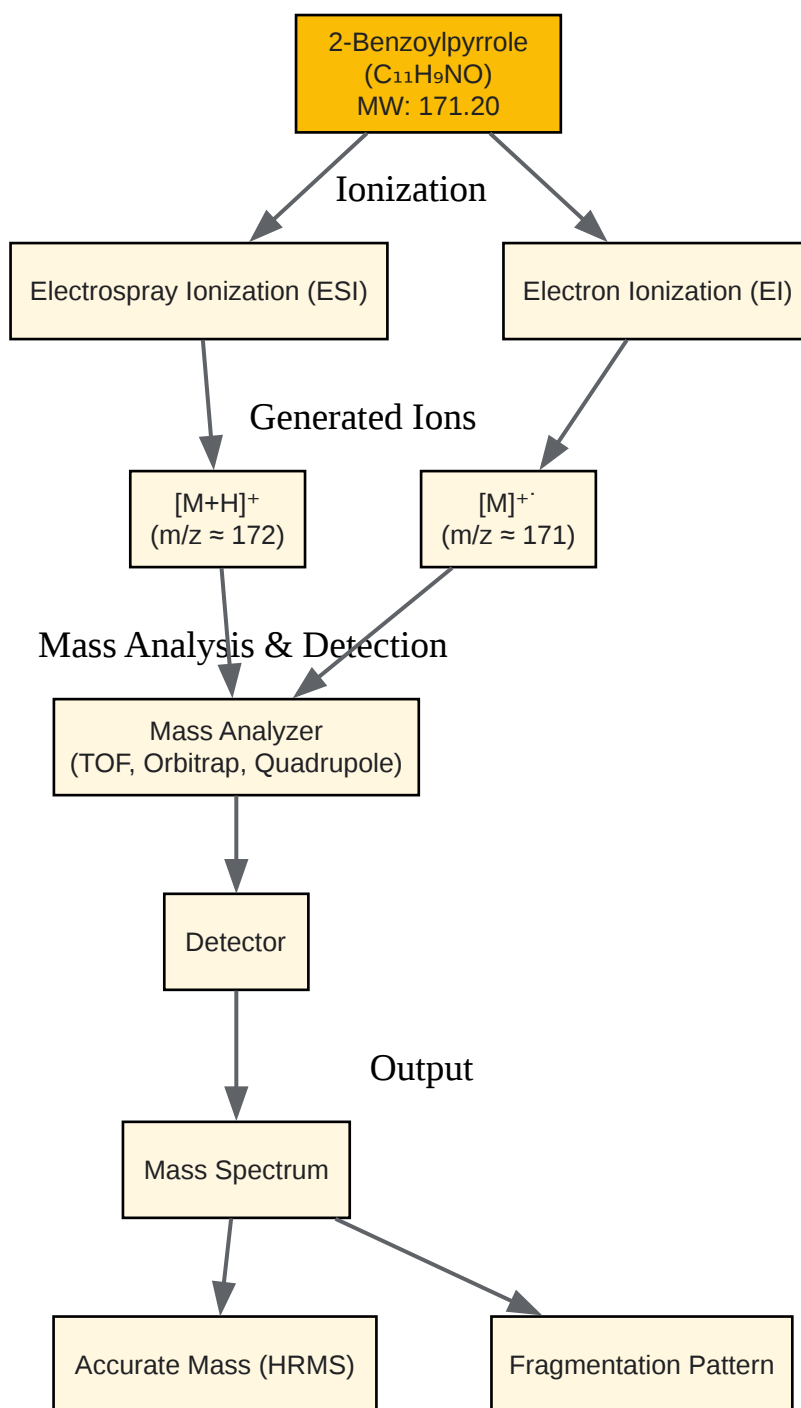 2-Benzoylpyrrole
(C₁₁H₉NO)
MW: 171.20
Ionization
Electrospray Ionization (ESI)
Electron Ionization (EI)
Generated Ions
[M+H]⁺
(m/z ≈ 172)
[M]⁺˙
(m/z ≈ 171)
Mass Analysis & Detection
Mass Analyzer
(TOF, Orbitrap, Quadrupole)
Detector
Output
Mass Spectrum
Accurate Mass (HRMS)
Fragmentation Pattern